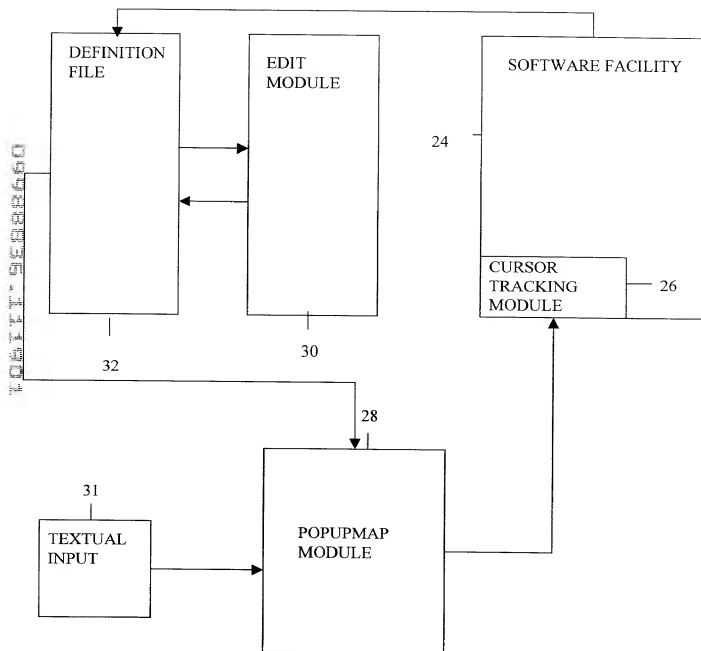 DEFINITION
FILE
EDIT
MODULE
SOFTWARE FACILITY
24
CURSOR
TRACKING
MODULE
26
32
30
28
31
TEXTUAL
INPUT
POPUPMAP
MODULE